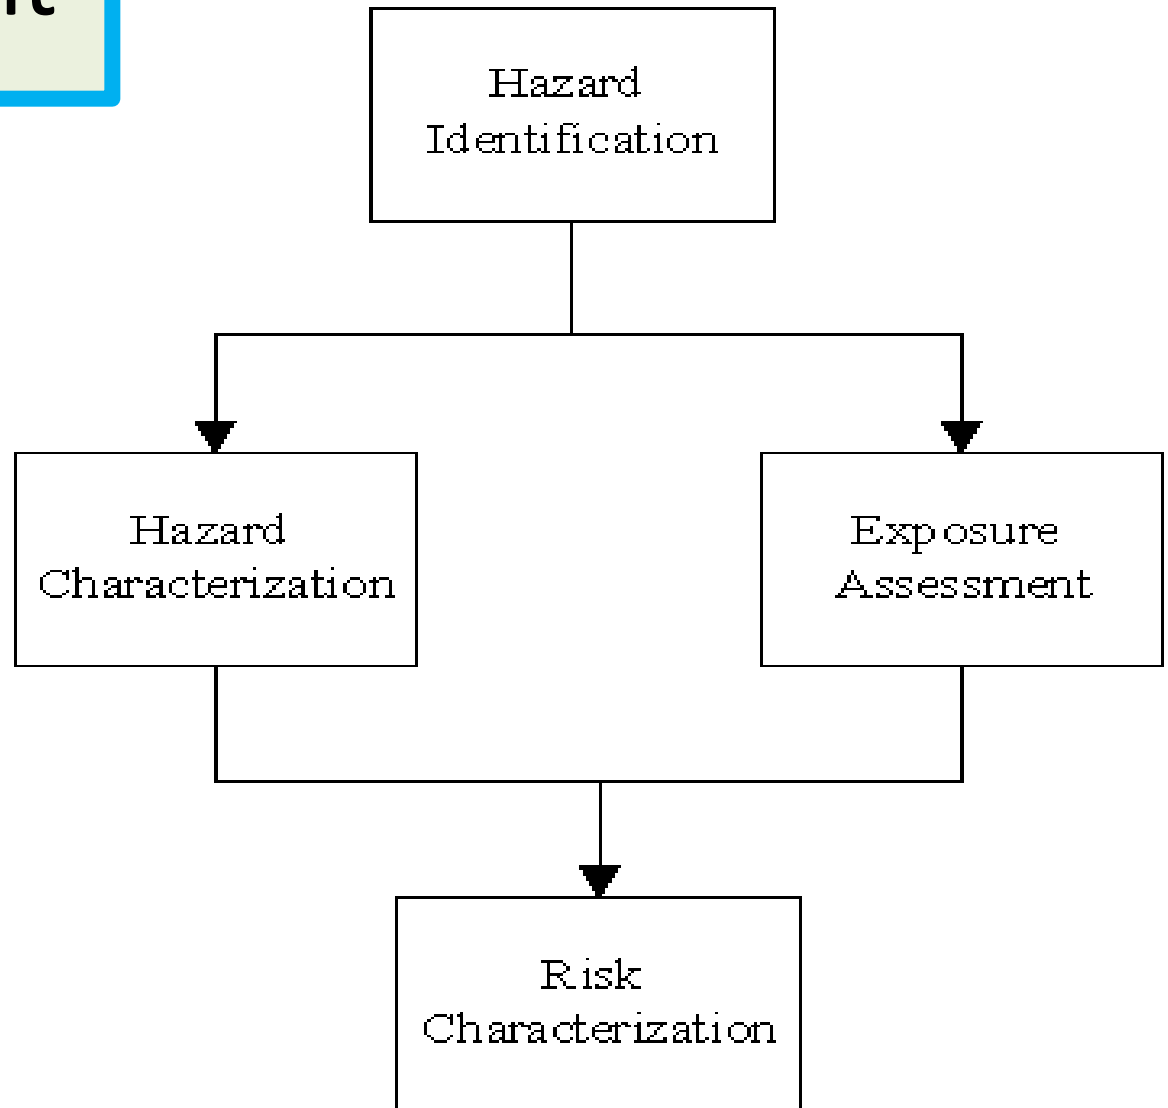 Hazard
Identification
Hazard
Characterization
Exposure
Assessment
Risk
Characterization